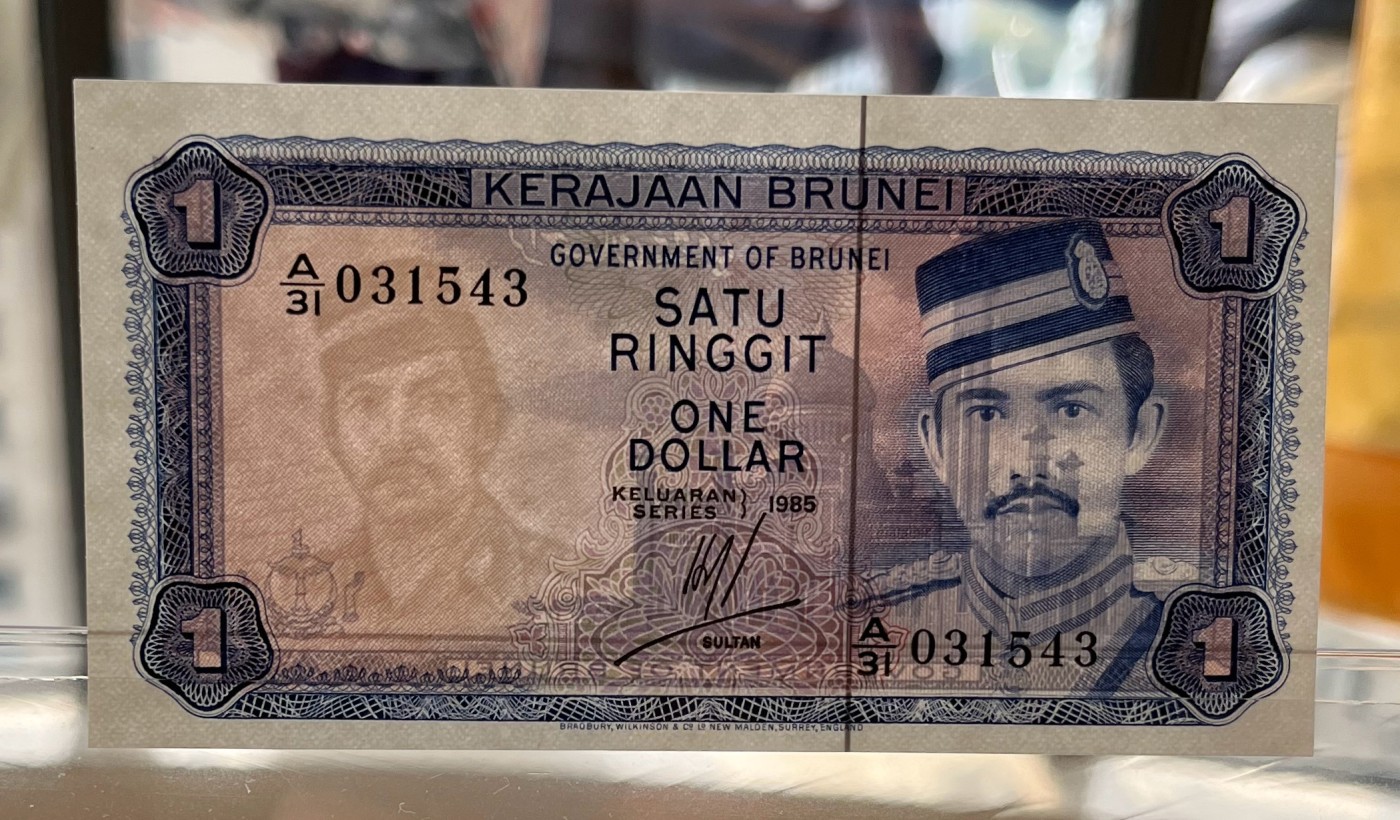 1
KERAJAAN BRUNEI
1
GOVERNMENT OF BRUNEI
A/31 031543
SATU
RINGGIT
ONE
DOLLAR
KELUARAN)
SERIES ) 1985
SULTAN
A/31 031543
1
1
BRADBURY, WILKINSON & Cº Lº NEW MALDEN, SURREY, ENGLAND